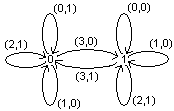 (0,1) (0,0)
(2,1) (3,0) (1,0)
0 1
(3,1)
(1,0) (2,1)